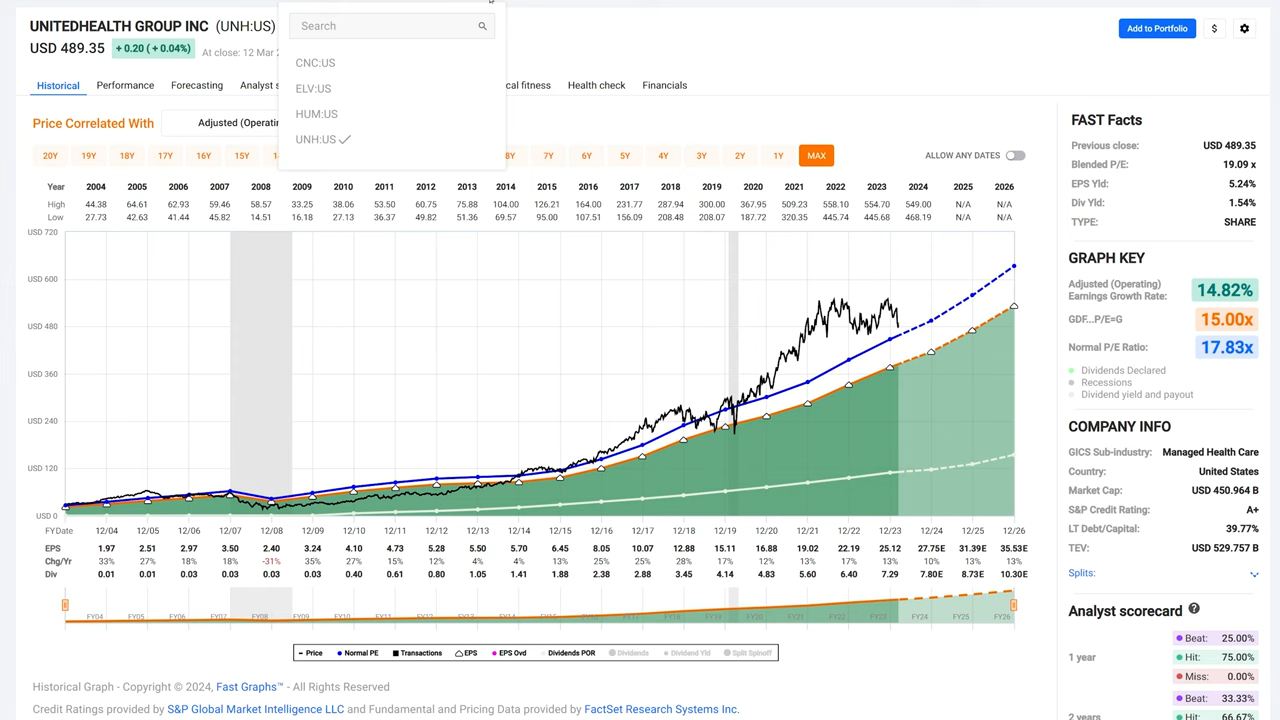 UNITEDHEALTH GROUP INC (UNH:US)
USD 489.35 + 0.20 ( + 0.04%) At close: 12 Mar
Search
CNC:US
ELV:US
HUM:US
UNH:US
Add to Portfolio $
Historical Performance Forecasting Analyst cal fitness Health check Financials
Price Correlated With Adjusted
20Y 19Y 18Y 17Y 16Y 15Y 8Y 7Y 6Y 5Y 4Y 3Y 2Y 1Y MAX ALLOW ANY DATES
Year 2004 2005 2006 2007 2008 2009 2010 2011 2012 2013 2014 2015 2016 2017 2018 2019 2020 2021 2022 2023 2024 2025 2026
High 44.38 64.61 62.93 59.46 58.57 33.25 38.06 53.50 60.75 75.88 104.00 126.21 164.00 231.77 287.94 300.00 367.95 509.23 558.10 554.70 549.00 N/A N/A
Low 27.73 42.63 41.44 45.82 14.51 16.18 27.13 36.37 49.82 51.36 69.57 95.00 107.51 156.09 208.48 208.07 187.72 320.35 445.74 445.68 468.19 N/A N/A
USD 720
USD 600
USD 480
USD 360
USD 240
USD 120
USD 0
FYDate 12/04 12/05 12/06 12/07 12/08 12/09 12/10 12/11 12/12 12/13 12/14 12/15 12/16 12/17 12/18 12/19 12/20 12/21 12/22 12/23 12/24 12/25 12/26
EPS 1.97 2.51 2.97 3.50 2.40 3.24 4.10 4.73 5.28 5.50 5.70 6.45 8.05 10.07 12.88 15.11 16.88 19.02 22.19 25.12 27.75E 31.39E 35.53E
Chg/Yr 33% 27% 18% 18% -31% 35% 27% 15% 12% 4% 4% 13% 25% 25% 28% 17% 12% 13% 17% 13% 10% 13% 13%
Div 0.01 0.01 0.03 0.03 0.03 0.03 0.40 0.61 0.80 1.05 1.41 1.88 2.38 2.88 3.45 4.14 4.83 5.60 6.40 7.29 7.80E 8.73E 10.30E
FY04 FY05 FY06 FY07 FY08 FY09 FY10 FY11 FY12 FY13 FY14 FY15 FY16 FY17 FY18 FY19 FY20 FY21 FY22 FY23 FY24 FY25 FY26
Price Normal PE Transactions EPS EPS Ovd Dividends POR Dividends Dividend Yld Split Spinoff
Historical Graph - Copyright © 2024, Fast Graphs™ - All Rights Reserved
Credit Ratings provided by S&P Global Market Intelligence LLC and Fundamental and Pricing Data provided by FactSet Research Systems Inc.
FAST Facts
Previous close: USD 489.35
Blended P/E: 19.09 x
EPS Yld: 5.24%
Div Yld: 1.54%
TYPE: SHARE
GRAPH KEY
Adjusted (Operating)
Earnings Growth Rate: 14.82%
GDF...P/E=G 15.00x
Normal P/E Ratio: 17.83x
Dividends Declared
Recessions
Dividend yield and payout
COMPANY INFO
GICS Sub-industry: Managed Health Care
Country: United States
Market Cap: USD 450.964 B
S&P Credit Rating: A+
LT Debt/Capital: 39.77%
TEV: USD 529.757 B
Splits:
Analyst scorecard ?
Beat: 25.00%
1 year Hit: 75.00%
Miss: 0.00%
Beat: 33.33%
2 years Hit: 66.67%